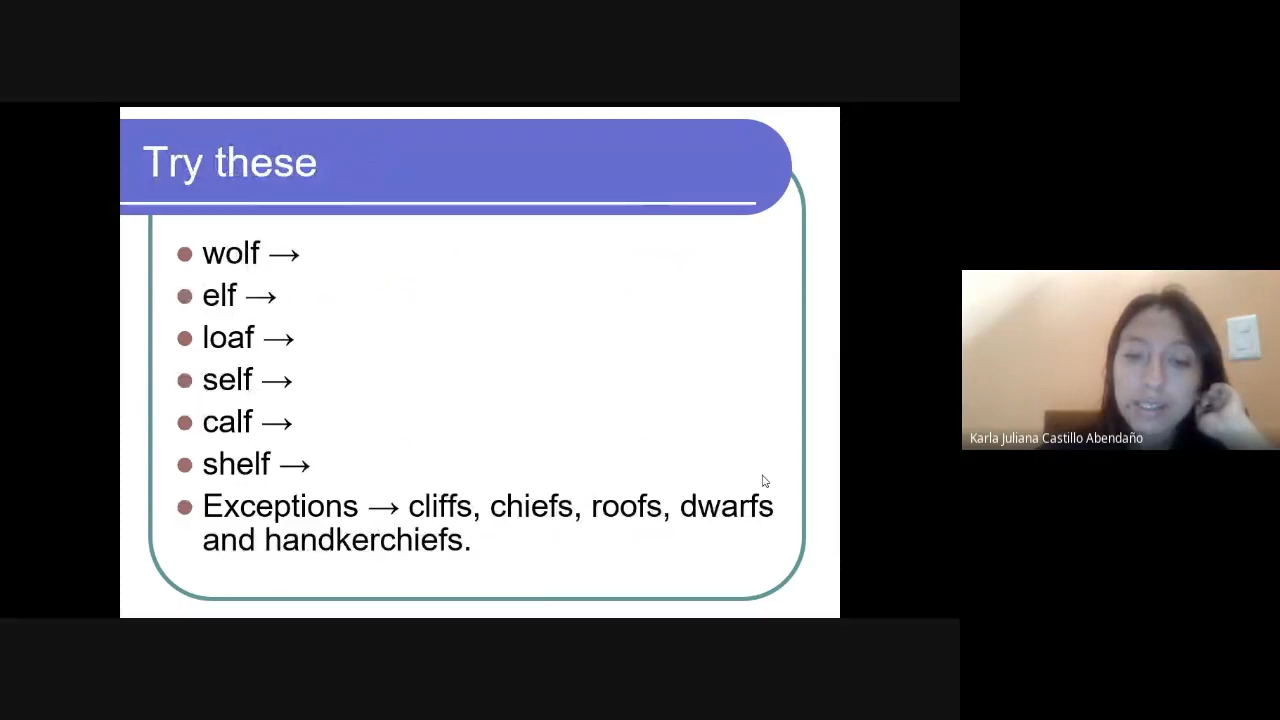 Try these
wolf →
elf →
loaf →
self →
calf →
shelf →
Exceptions → cliffs, chiefs, roofs, dwarfs
and handkerchiefs.
Karla Juliana Castillo Abendaño